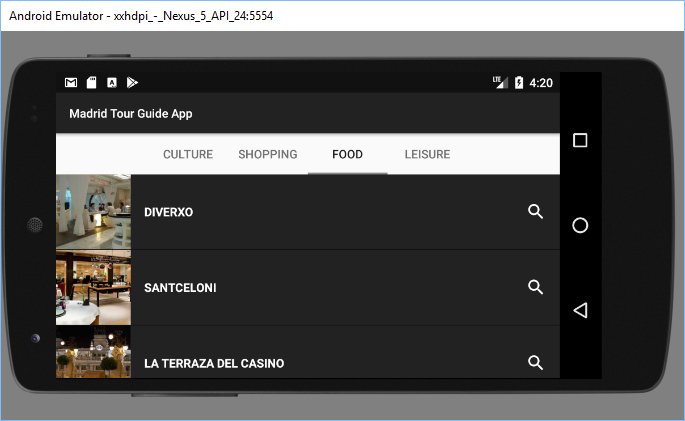 Android Emulator - xxhdpi_-_Nexus_5_API_24:5554
LTE 4:20
Madrid Tour Guide App
CULTURE SHOPPING FOOD LEISURE
DIVERXO
SANTCELONI
LA TERRAZA DEL CASINO